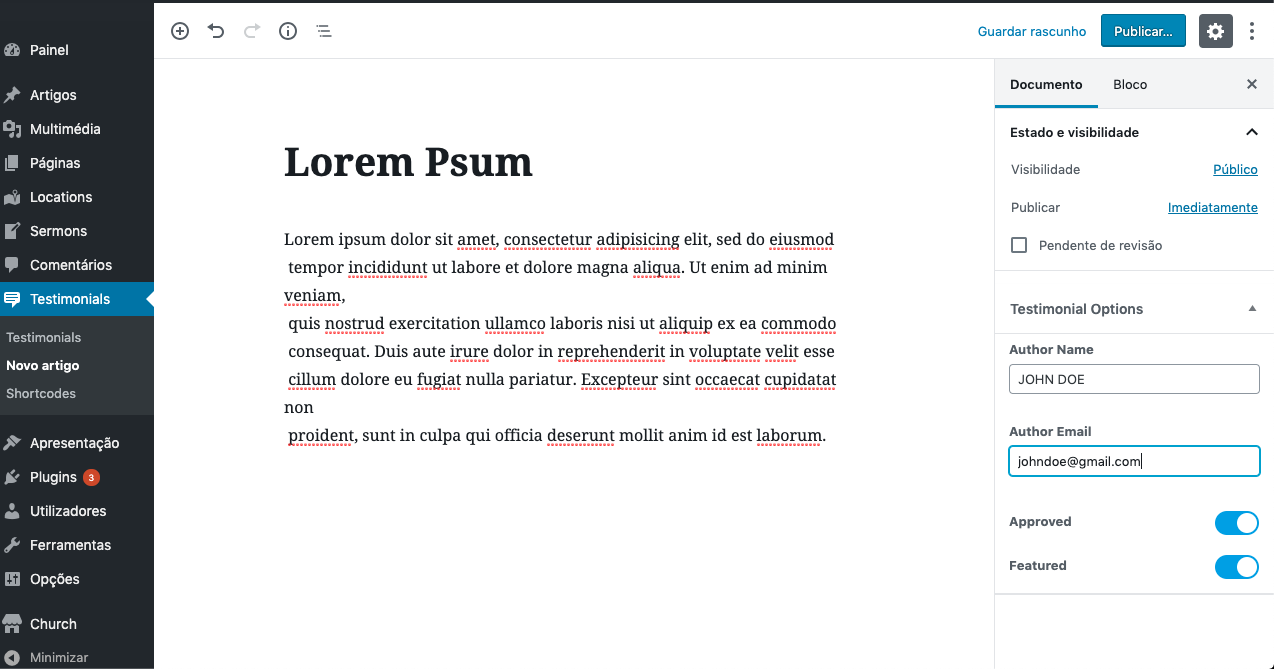 Painel
Artigos
Multimédia
Páginas
Locations
Sermons
Comentários
Testimonials
Testimonials
Novo artigo
Shortcodes
Apresentação
Plugins 3
Utilizadores
Ferramentas
Opções
Church
Minimizar
Guardar rascunho
Publicar...
Lorem Psum
Lorem ipsum dolor sit amet, consectetur adipisicing elit, sed do eiusmod
tempor incididunt ut labore et dolore magna aliqua. Ut enim ad minim
veniam,
quis nostrud exercitation ullamco laboris nisi ut aliquip ex ea commodo
consequat. Duis aute irure dolor in reprehenderit in voluptate velit esse
cillum dolore eu fugiat nulla pariatur. Excepteur sint occaecat cupidatat
non
proident, sunt in culpa qui officia deserunt mollit anim id est laborum.
Documento Bloco
Estado e visibilidade
Visibilidade Público
Publicar Imediatamente
Pendente de revisão
Testimonial Options
Author Name
JOHN DOE
Author Email
johndoe@gmail.com
Approved
Featured